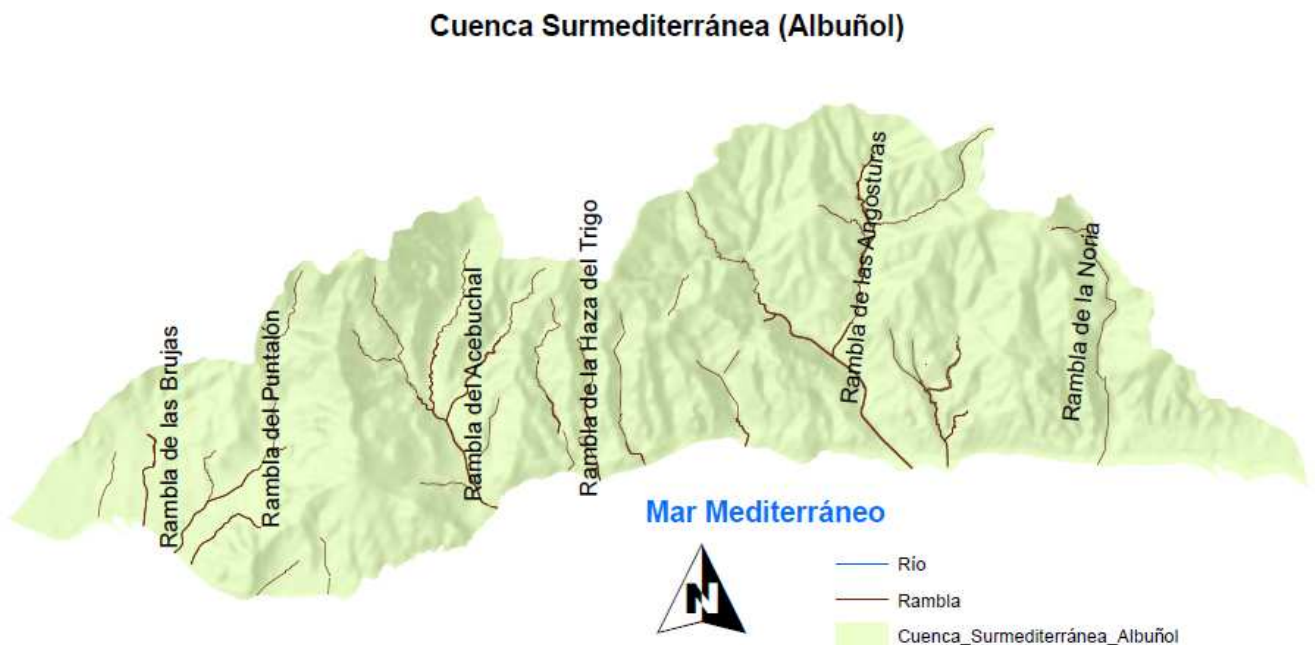 Cuenca Surmediterránea (Albuñol)
Rambla de las Brujas
Rambla del Puntalón
Rambla del Acebuchal
Rambla de la Haza del Trigo
Rambla de las Angosturas
Rambla de la Noria
Mar Mediterráneo
N
Río
Rambla
Cuenca_Surmediterránea_Albuñol